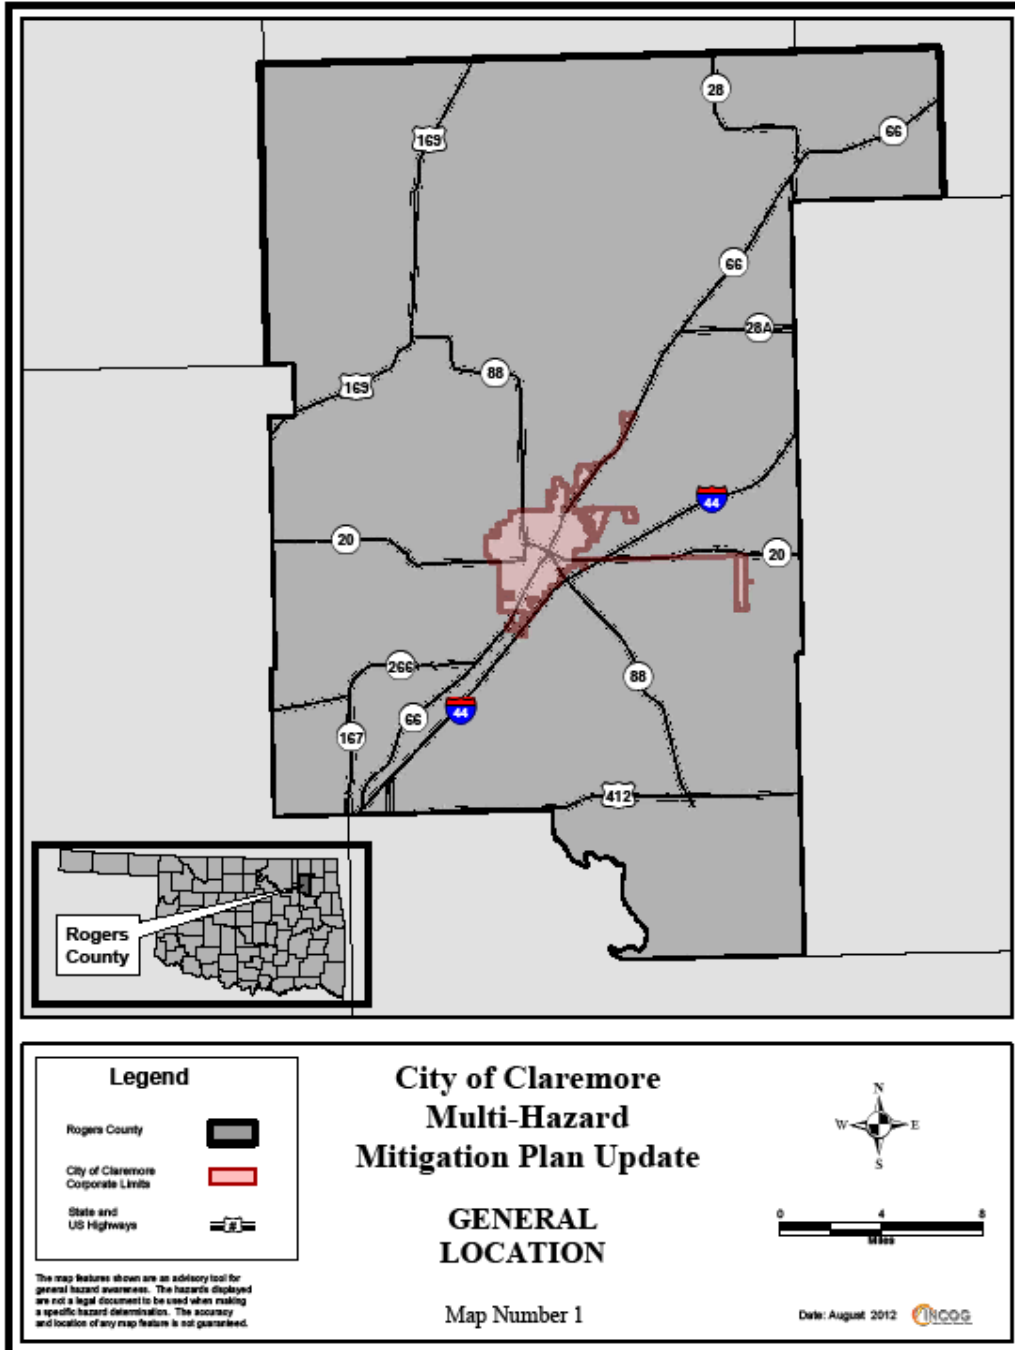 28
66
169
66
28A
88
169
44
20
20
266
88
66
44
167
412
Rogers
County
Legend
Rogers County
City of Claremore
Corporate Limits
State and
US Highways
#
The map features shown are an advisory tool for
general hazard awareness. The hazards displayed
are not a legal document to be used when making
a specific hazard determination. The accuracy
and location of any map feature is not guaranteed.
City of Claremore
Multi-Hazard
Mitigation Plan Update
GENERAL
LOCATION
Map Number 1
N
W E
S
0 4 8
Miles
Date: August 2012 INCOG